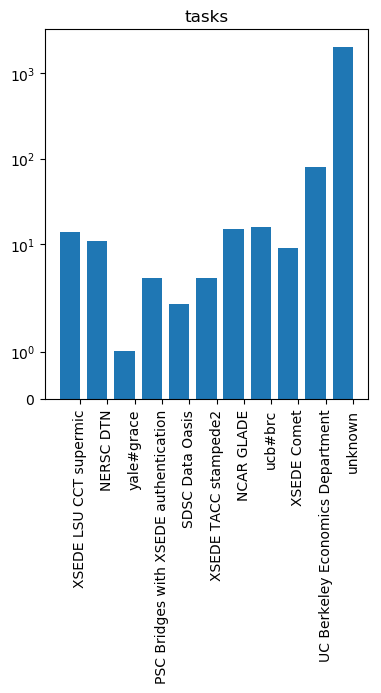 tasks
10³
10²
10¹
10⁰
0
XSEDE LSU CCT supermic
NERSC DTN
yale#grace
PSC Bridges with XSEDE authentication
SDSC Data Oasis
XSEDE TACC stampede2
NCAR GLADE
ucb#brc
XSEDE Comet
UC Berkeley Economics Department
unknown